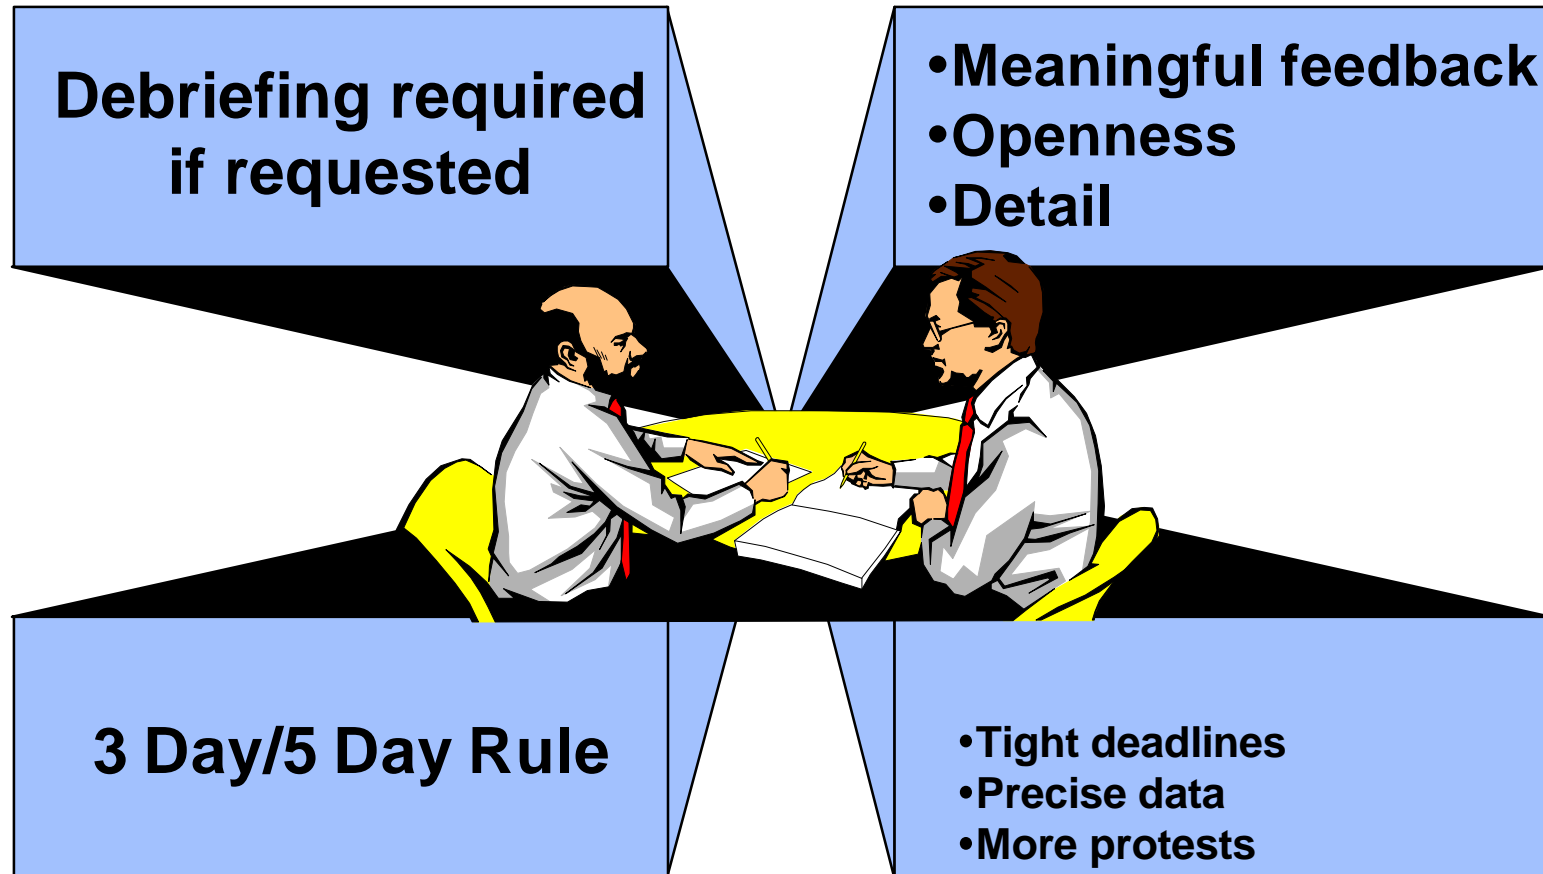 Debriefing required
if requested
•Meaningful feedback
•Openness
•Detail
3 Day/5 Day Rule
•Tight deadlines
•Precise data
•More protests